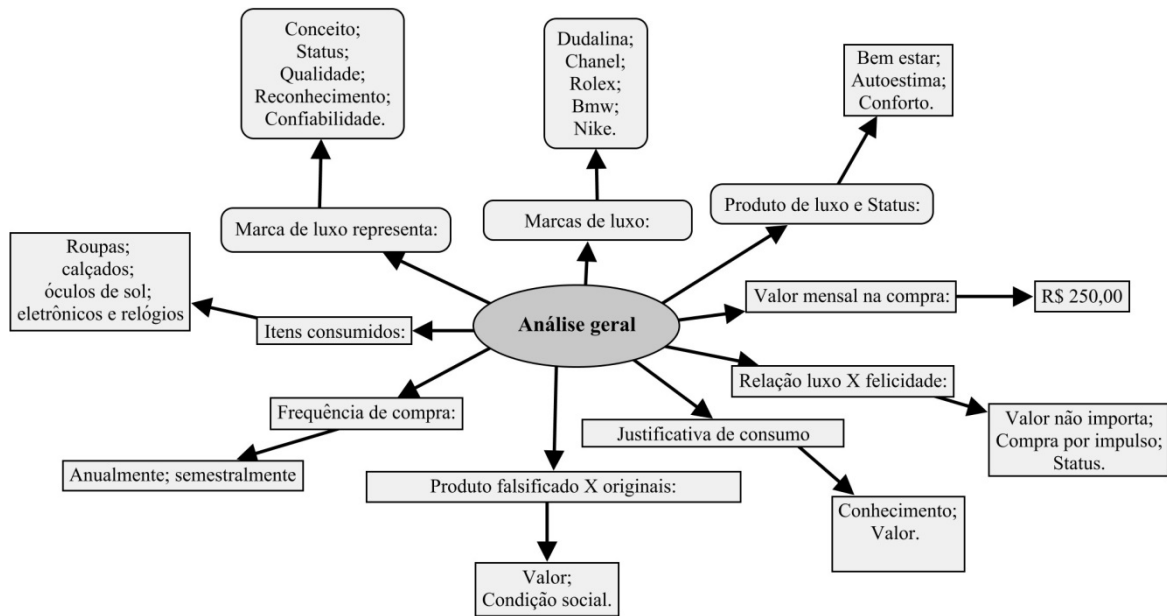 Conceito;
Status;
Qualidade;
Reconhecimento;
Confiabilidade.
Dudalina;
Chanel;
Rolex;
Bmw;
Nike.
Bem estar;
Autoestima;
Conforto.
Marca de luxo representa:
Marcas de luxo:
Produto de luxo e Status:
Roupas;
calçados;
óculos de sol;
eletrônicos e relógios
Itens consumidos:
Análise geral
Valor mensal na compra:
R$ 250,00
Relação luxo X felicidade:
Valor não importa;
Compra por impulso;
Status.
Frequência de compra:
Anualmente; semestralmente
Justificativa de consumo
Conhecimento;
Valor.
Produto falsificado X originais:
Valor;
Condição social.